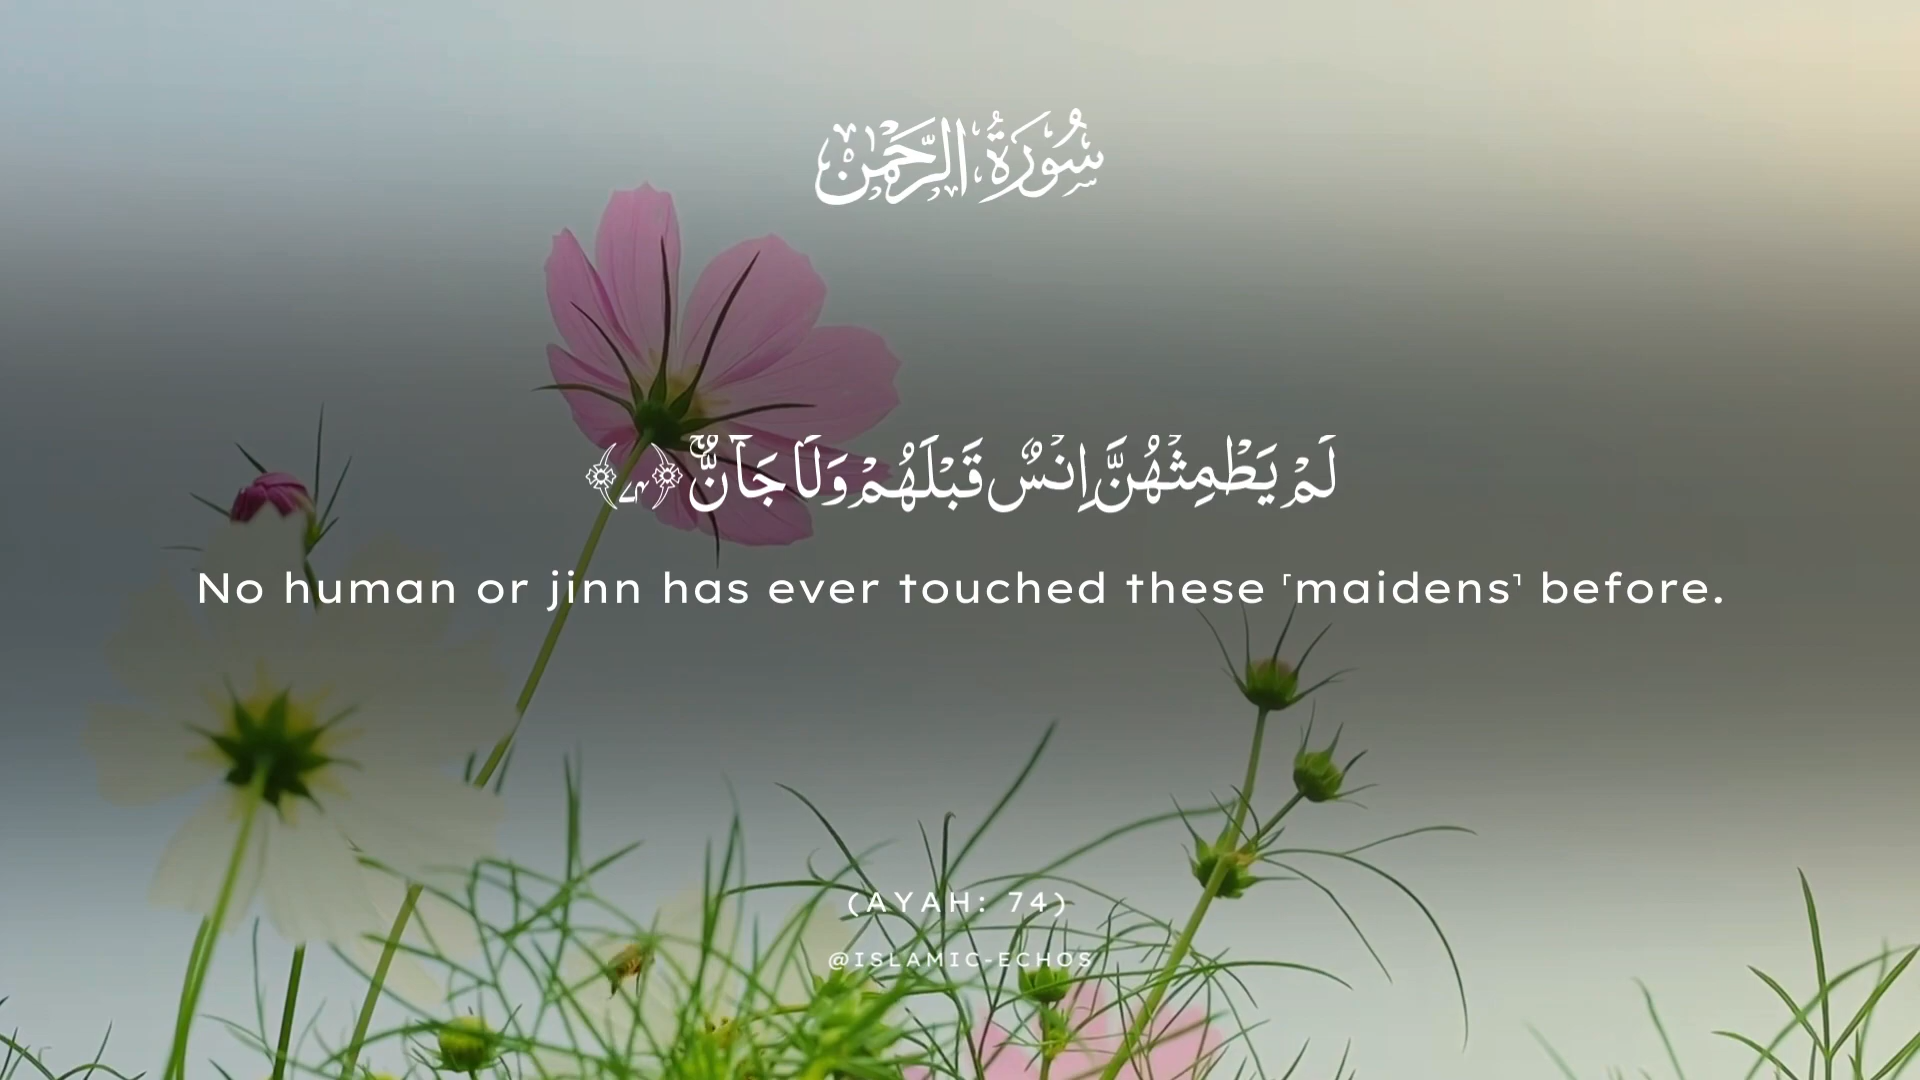 سُورَةُ الرَّحْمٰن
لَمْ يَطْمِثْهُنَّ إِنسٌ قَبْلَهُمْ وَلَا جَآنٌّ ﴿٧٤﴾
No human or jinn has ever touched these ˹maidens˺ before.
(AYAH: 74)
@ISLAMIC-ECHOS